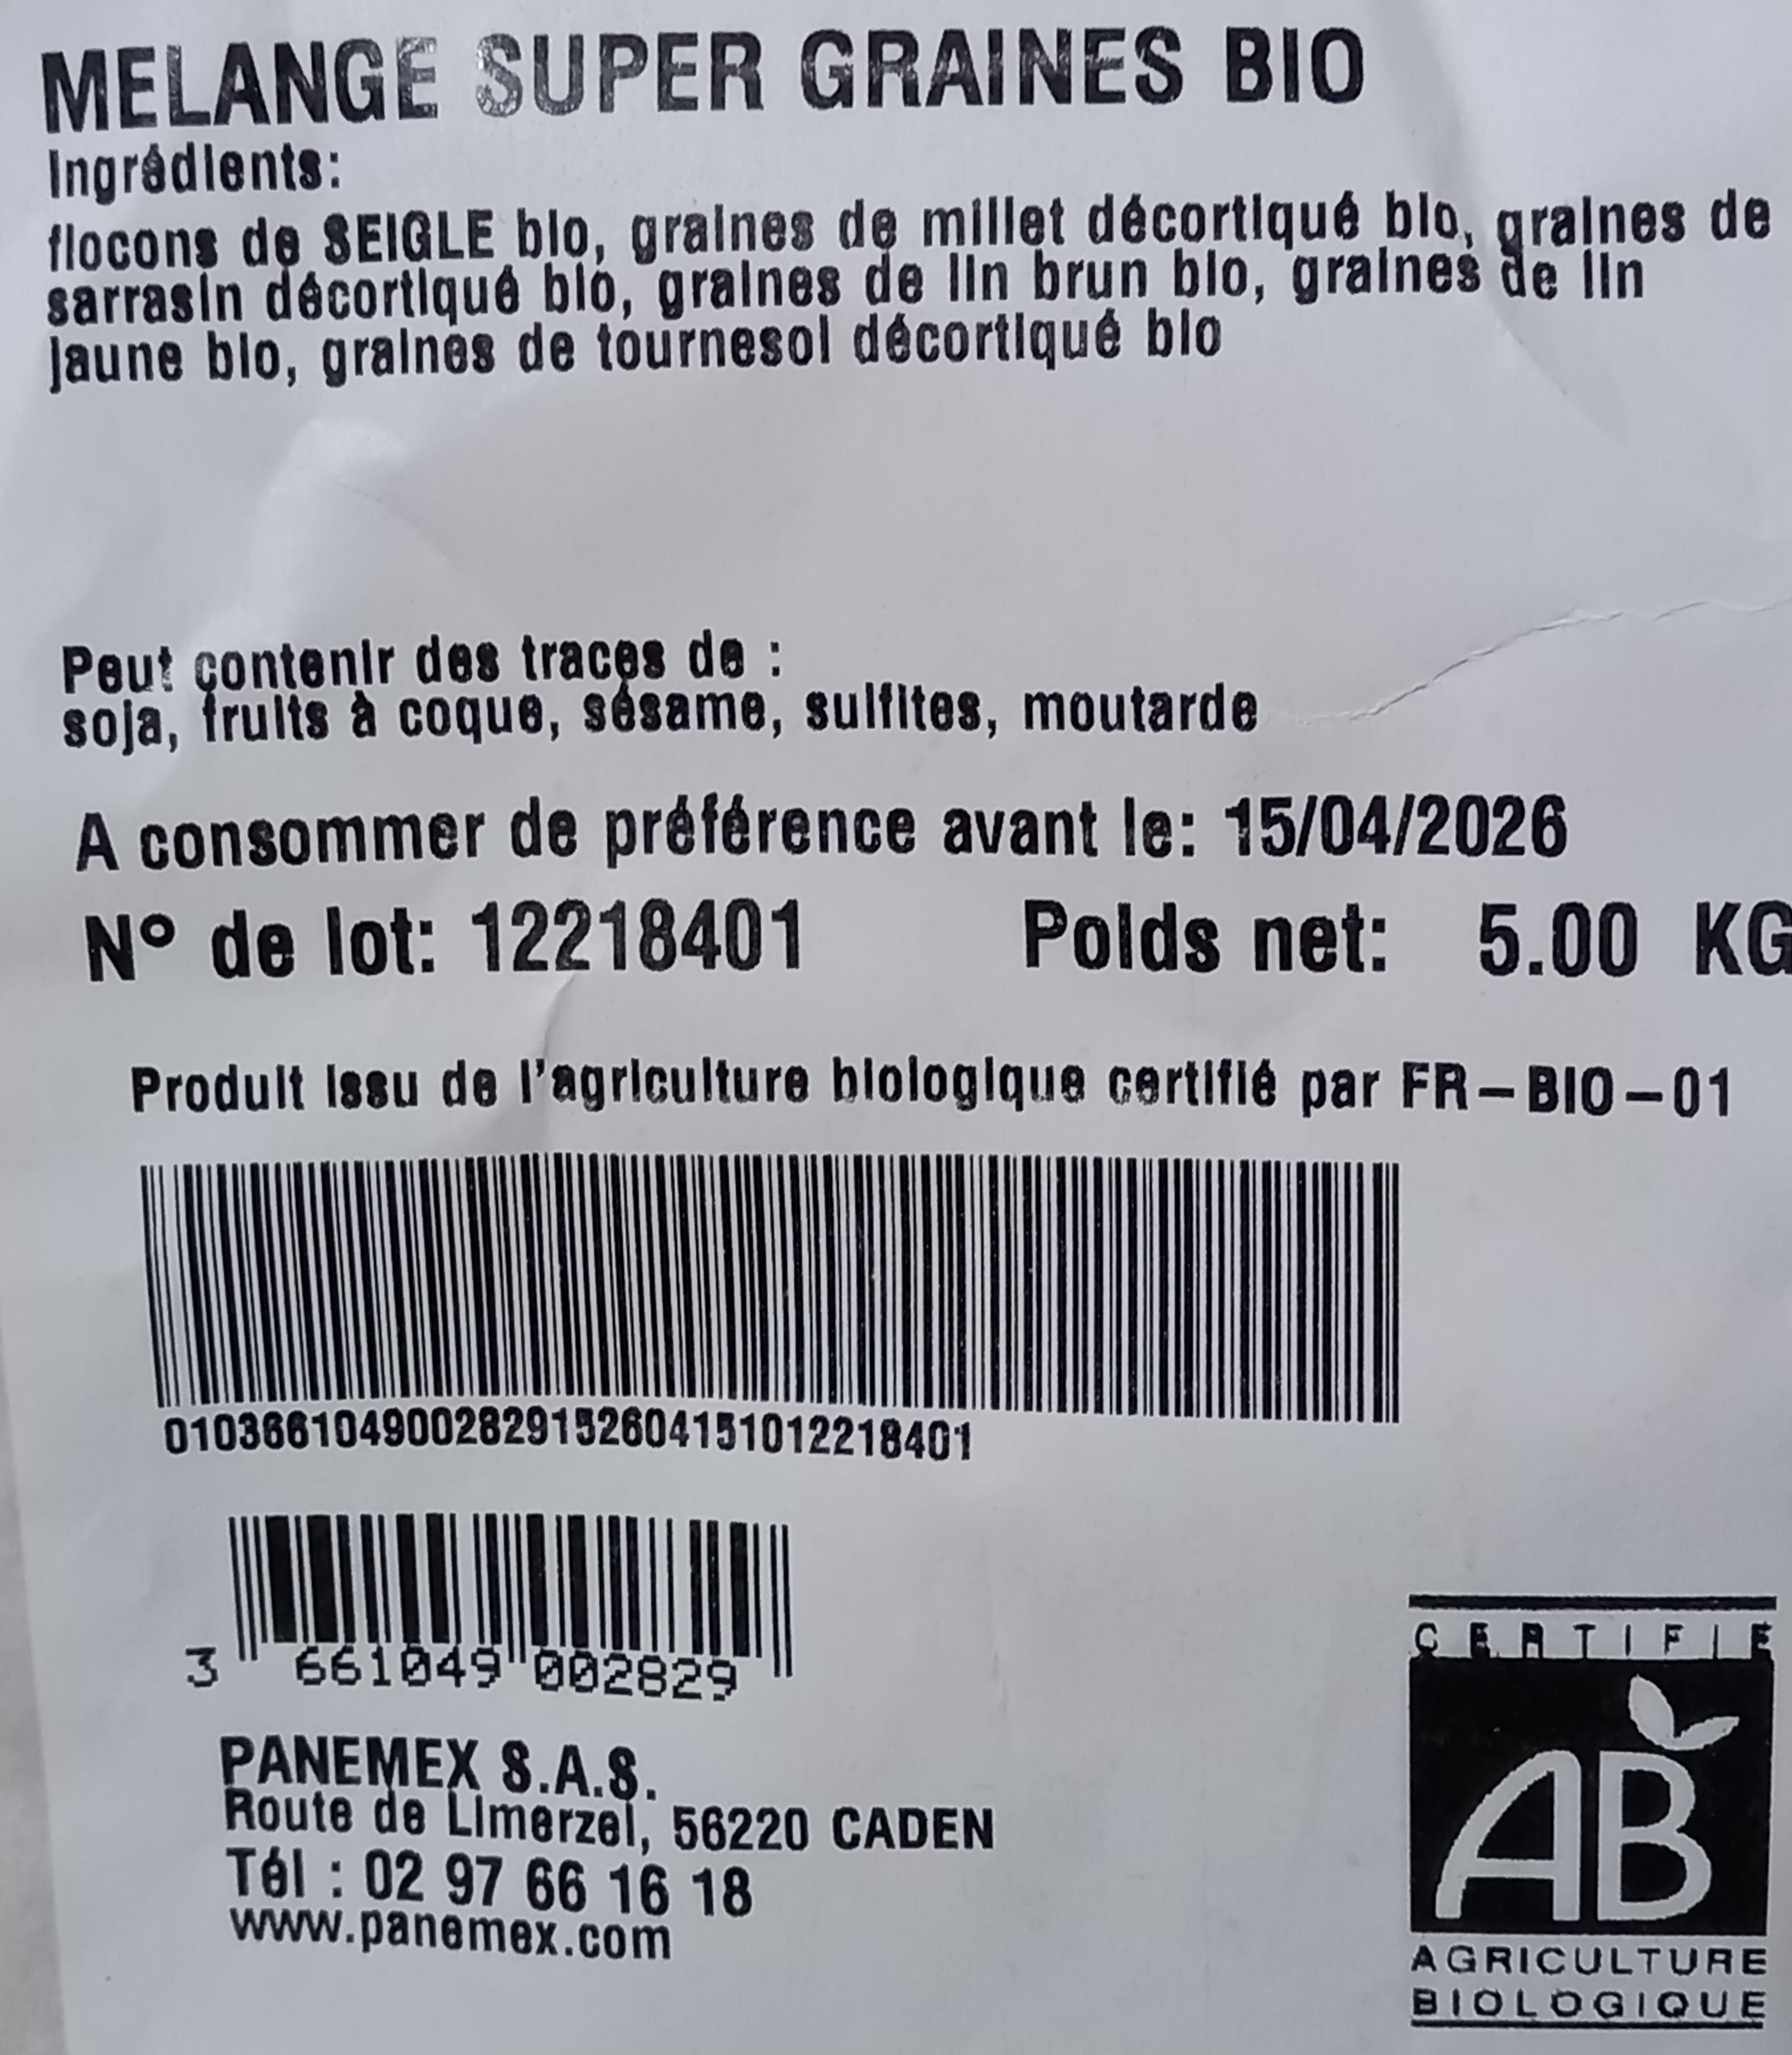 MELANGE SUPER GRAINES BIO
Ingrédients:
flocons de SEIGLE bio, graines de millet décortiqué bio, graines de
sarrasin décortiqué bio, graines de lin brun bio, graines de lin
jaune bio, graines de tournesol décortiqué bio
Peut contenir des traces de :
soja, fruits à coque, sésame, sulfites, moutarde
A consommer de préférence avant le: 15/04/2026
N° de lot: 12218401 Poids net: 5.00 KG
Produit issu de l'agriculture biologique certifié par FR-BIO-01
0103661049002829152604151012218401
3 661049 002829
PANEMEX S.A.S.
Route de Limerzel, 56220 CADEN
Tél : 02 97 66 16 18
www.panemex.com
CERTIFIE
AB
AGRICULTURE
BIOLOGIQUE